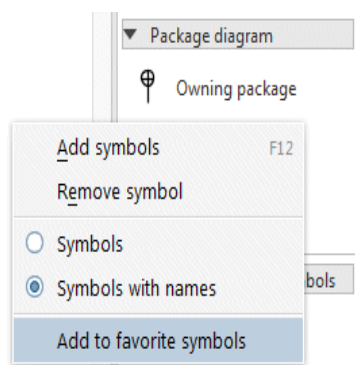 Package diagram
Owning package
Add symbols F12
Remove symbol
Symbols
Symbols with names
bols
Add to favorite symbols